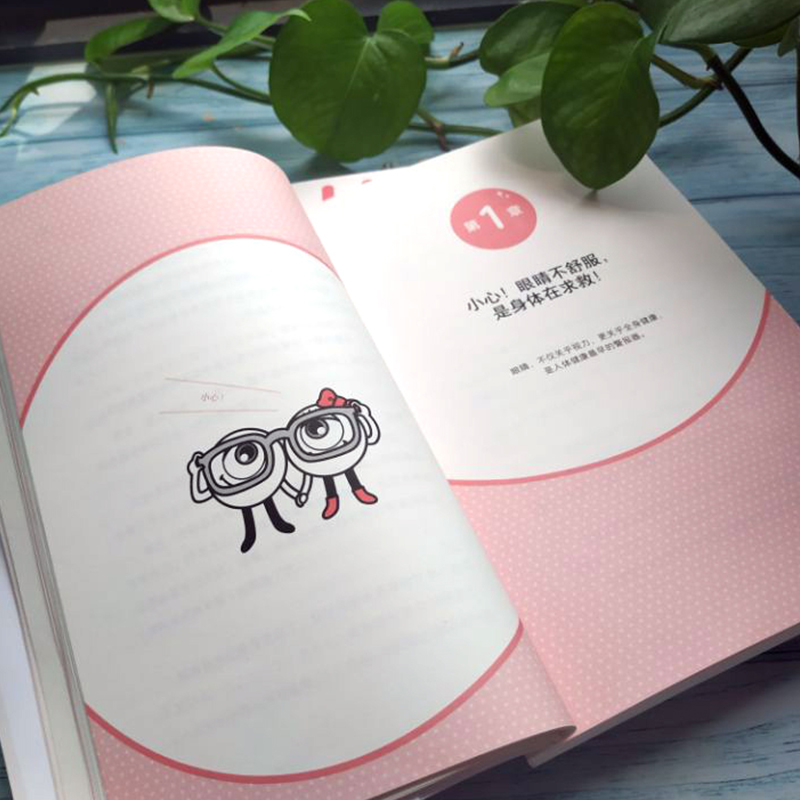 小心!
第1章
小心！眼睛不舒服，
是身体在求救！
眼睛，不仅关乎视力，更关乎全身健康，
是人体健康最早的警报器。